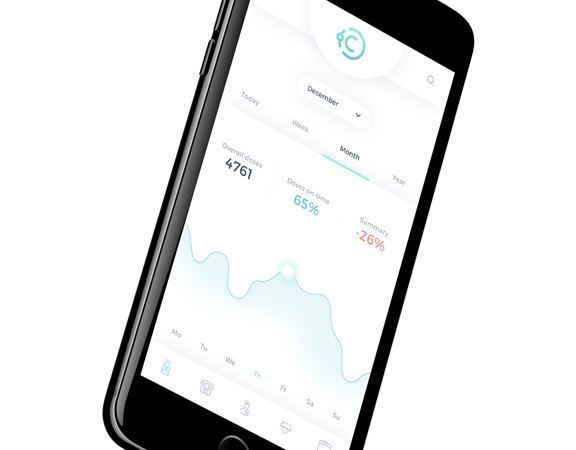 December
Today
Week
Month
Year
Overall doses
4761
Doses on time
65%
Summary
-26%
Mo
Tu
We
Th
Fr
Sa
Su